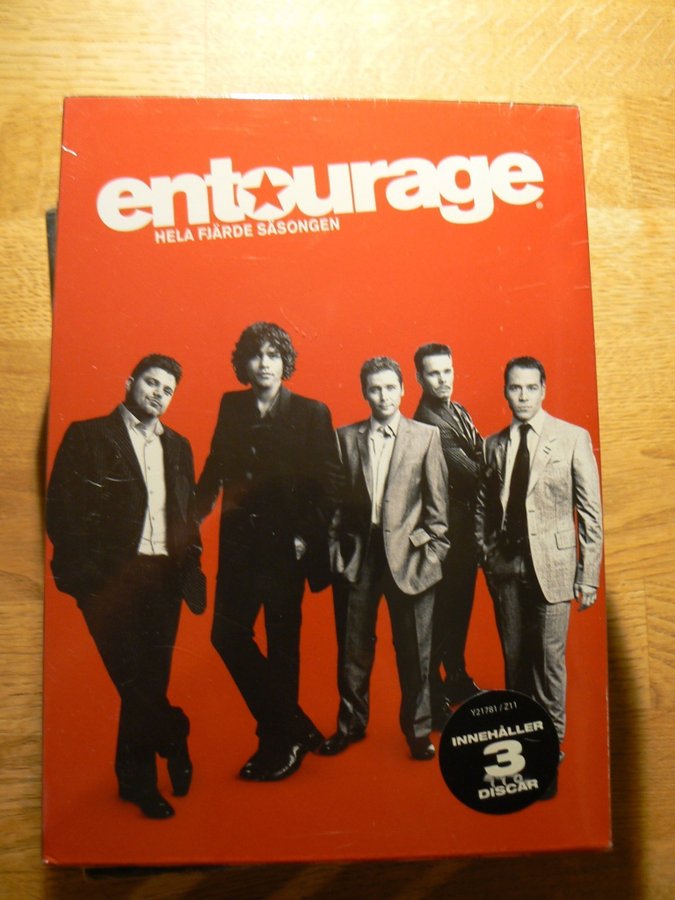 entourage
HELA FJÄRDE SÄSONGEN
Y21781 / Z11
INNEHÅLLER
3
DISCAR